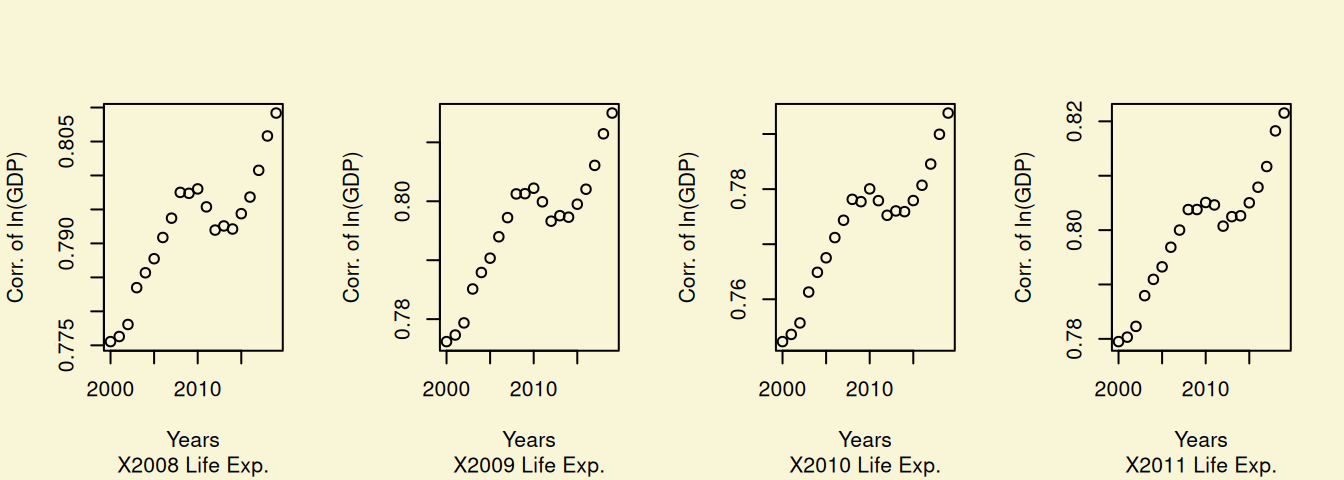 Corr. of ln(GDP)
0.805
0.790
0.775
2000 2010
Years
X2008 Life Exp.
Corr. of ln(GDP)
0.80
0.78
2000 2010
Years
X2009 Life Exp.
Corr. of ln(GDP)
0.78
0.76
2000 2010
Years
X2010 Life Exp.
Corr. of ln(GDP)
0.82
0.80
0.78
2000 2010
Years
X2011 Life Exp.